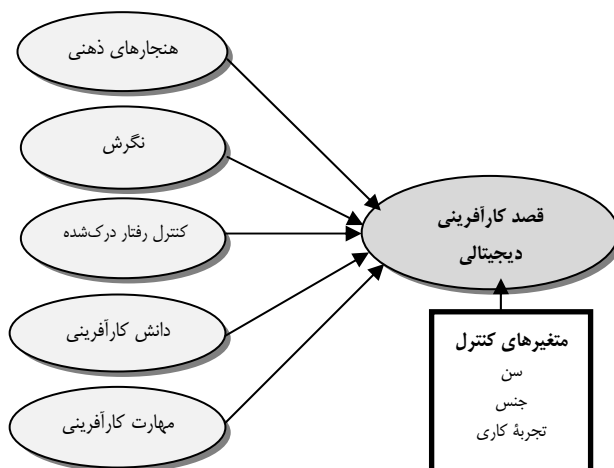 هنجارهای ذهنی
نگرش
کنترل رفتار درک‌شده
دانش کارآفرینی
مهارت کارآفرینی
قصد کارآفرینی
دیجیتالی
متغیرهای کنترل
سن
جنس
تجربۀ کاری